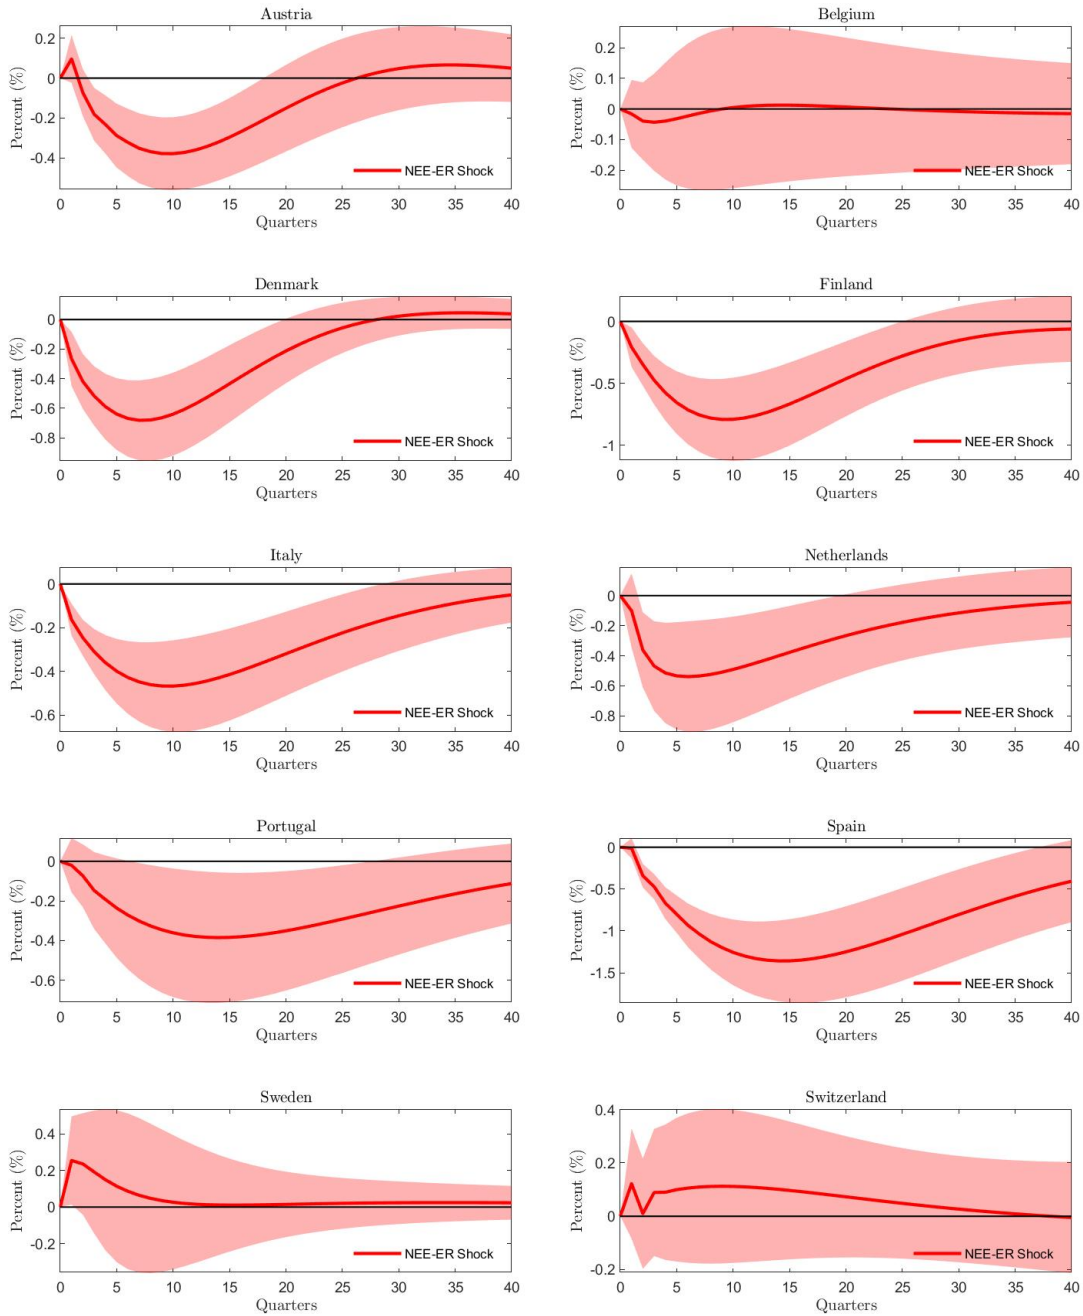 Austria
Percent (%)
0.2
0
-0.2
-0.4
NEE-ER Shock
0 5 10 15 20 25 30 35 40
Quarters
Belgium
Percent (%)
0.2
0.1
0
-0.1
-0.2
NEE-ER Shock
0 5 10 15 20 25 30 35 40
Quarters
Denmark
Percent (%)
0
-0.2
-0.4
-0.6
-0.8
NEE-ER Shock
0 5 10 15 20 25 30 35 40
Quarters
Finland
Percent (%)
0
-0.5
-1
NEE-ER Shock
0 5 10 15 20 25 30 35 40
Quarters
Italy
Percent (%)
0
-0.2
-0.4
-0.6
NEE-ER Shock
0 5 10 15 20 25 30 35 40
Quarters
Netherlands
Percent (%)
0
-0.2
-0.4
-0.6
-0.8
NEE-ER Shock
0 5 10 15 20 25 30 35 40
Quarters
Portugal
Percent (%)
0
-0.2
-0.4
-0.6
NEE-ER Shock
0 5 10 15 20 25 30 35 40
Quarters
Spain
Percent (%)
0
-0.5
-1
-1.5
NEE-ER Shock
0 5 10 15 20 25 30 35 40
Quarters
Sweden
Percent (%)
0.4
0.2
0
-0.2
NEE-ER Shock
0 5 10 15 20 25 30 35 40
Quarters
Switzerland
Percent (%)
0.4
0.2
0
-0.2
NEE-ER Shock
0 5 10 15 20 25 30 35 40
Quarters